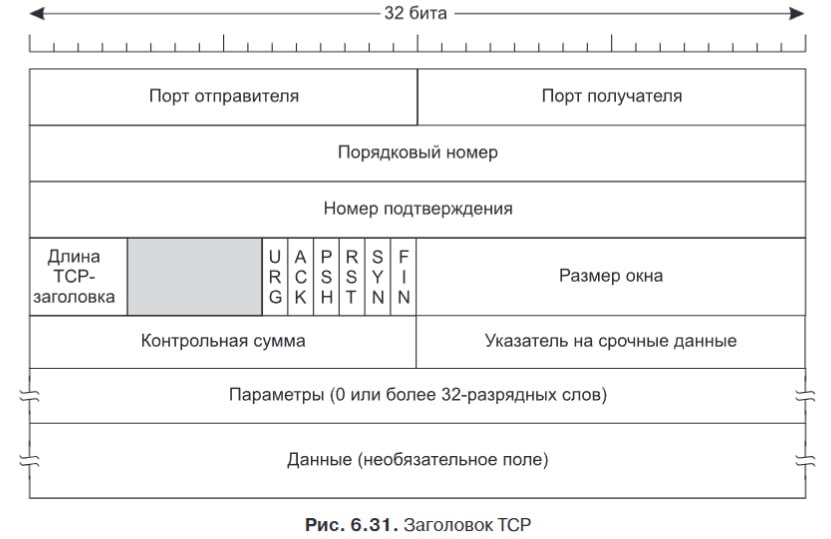 32 бита
Порт отправителя
Порт получателя
Порядковый номер
Номер подтверждения
Длина
TCP-
заголовка
URG
ACK
PSH
RST
SYN
FIN
Размер окна
Контрольная сумма
Указатель на срочные данные
Параметры (0 или более 32-разрядных слов)
Данные (необязательное поле)
Рис. 6.31. Заголовок TCP